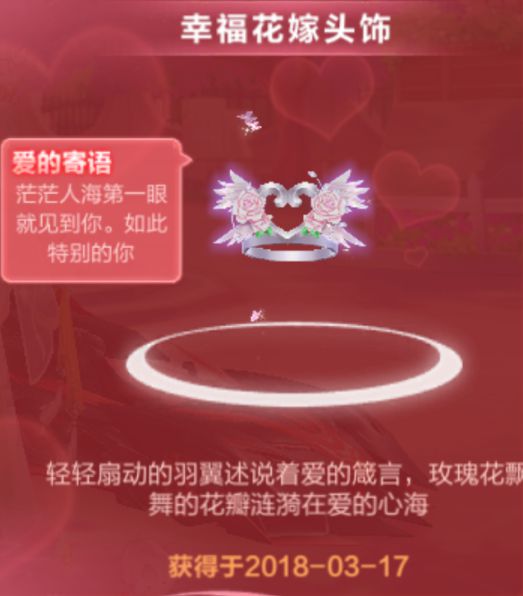 幸福花嫁头饰
爱的寄语
茫茫人海第一眼
就见到你。如此
特别的你
轻轻扇动的羽翼述说着爱的箴言，玫瑰花飘
舞的花瓣涟漪在爱的心海
获得于2018-03-17